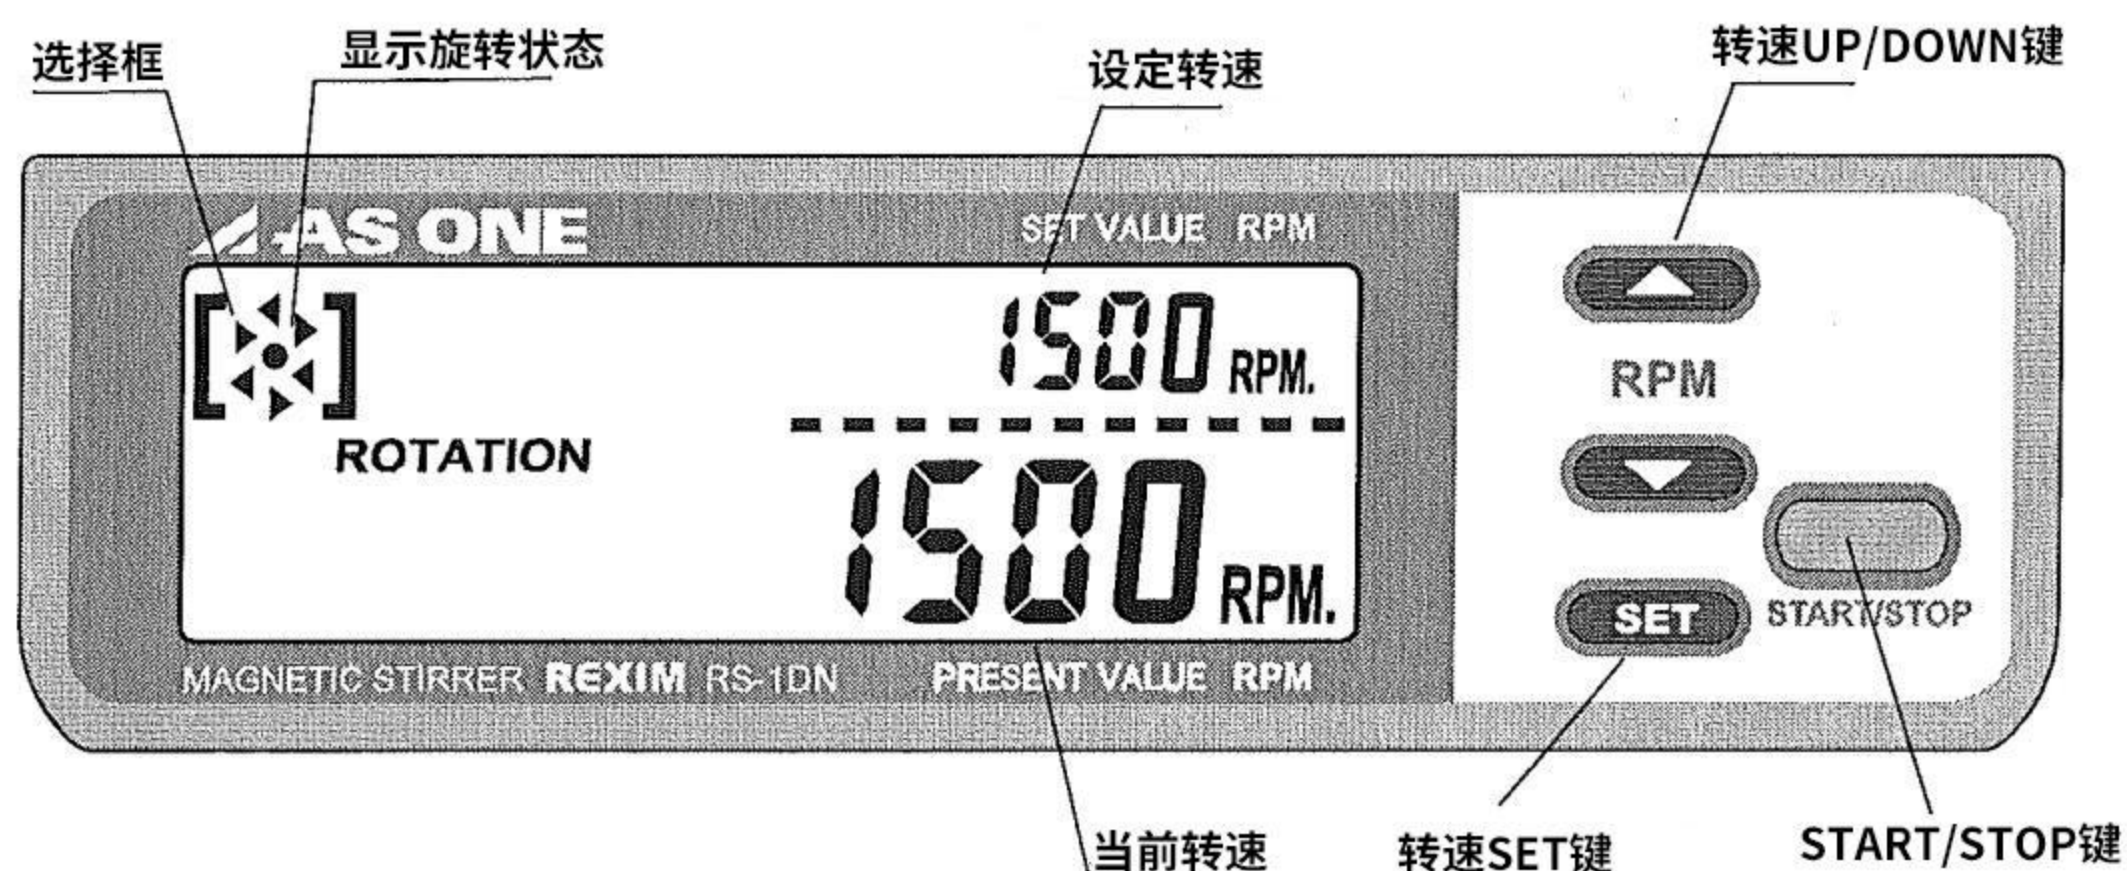 选择框
显示旋转状态
设定转速
转速UP/DOWN键
AS ONE
SET VALUE RPM
1500 RPM.
RPM
ROTATION
1500 RPM.
SET
START/STOP
MAGNETIC STIRRER REXIM RS-1DN
PRESENT VALUE RPM
当前转速
转速SET键
START/STOP键